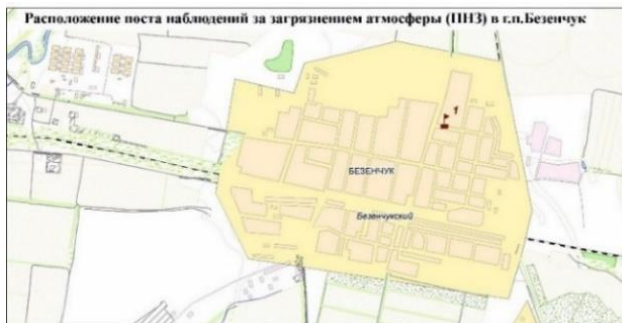 Расположение поста наблюдений за загрязнением атмосферы (ПНЗ) в г.п.Безенчук
1
БЕЗЕНЧУК
Безенчукский